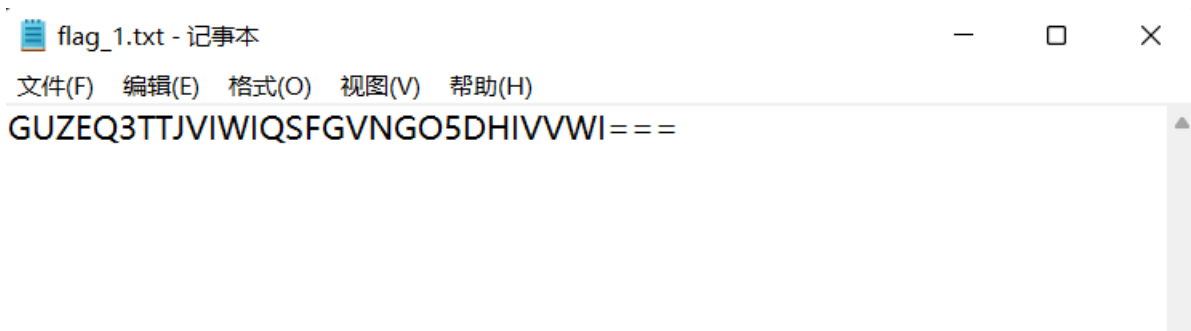 flag_1.txt - 记事本
文件(F) 编辑(E) 格式(O) 视图(V) 帮助(H)
GUZEQ3TTJVIWIQSFGVNGO5DHIVVWI===